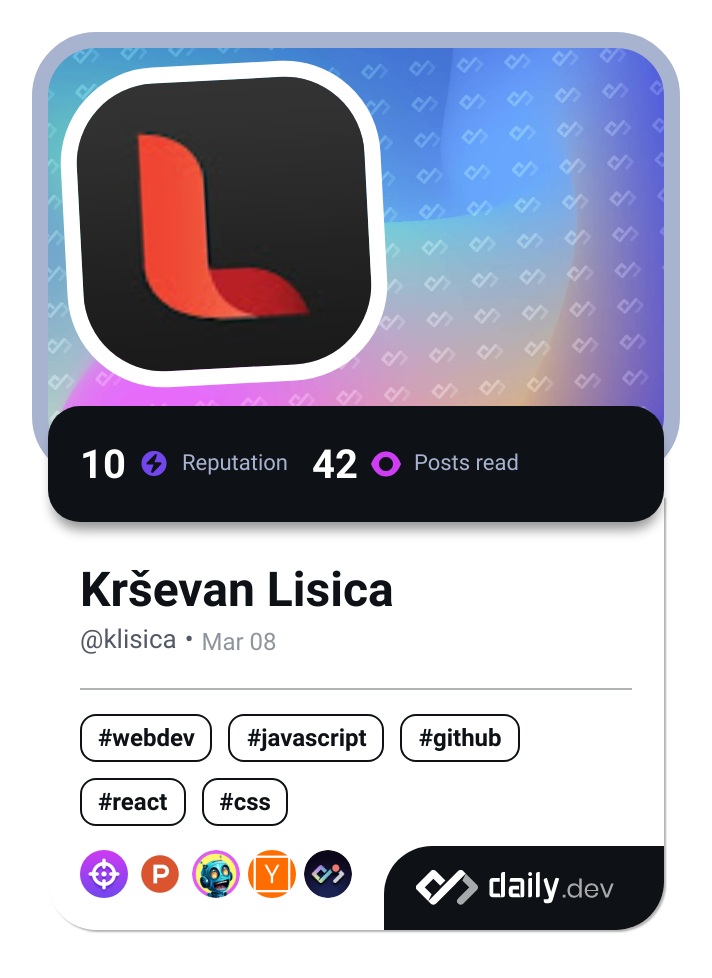 10 Reputation 42 Posts read
Krševan Lisica
@klisica • Mar 08
#webdev #javascript #github
#react #css
P Y daily.dev